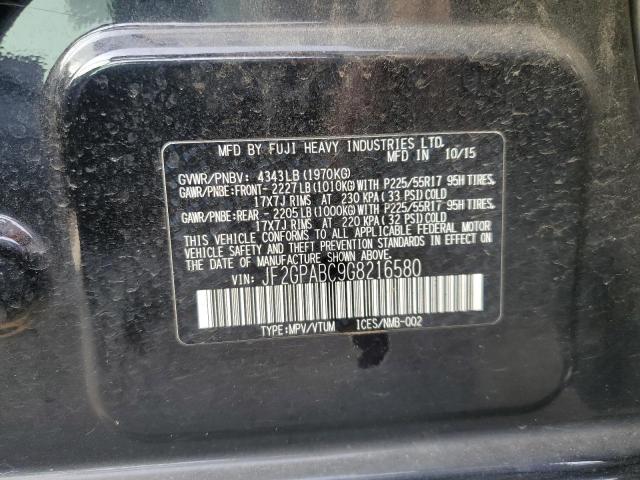 MFD BY FUJI HEAVY INDUSTRIES LTD.
MFD IN 10/15
GVWR/PNBV: 4343LB(1970KG)
GAWR/PNBE:FRONT- 2227LB(1010KG)WITH P225/55R17 95H TIRES,
17X7J RIMS AT 230 KPA(33 PSI)COLD
GAWR/PNBE:REAR - 2205LB(1000KG)WITH P225/55R17 95H TIRES,
17X7J RIMS AT 220 KPA(32 PSI)COLD
THIS VEHICLE CONFORMS TO ALL APPLICABLE FEDERAL MOTOR
VEHICLE SAFETY AND THEFT PREVENTION STANDARDS IN EFFECT ON
THE DATE OF MANUFACTURE SHOWN ABOVE.
VIN: JF2GPABC9G8216580
TYPE:MPV/VTUM ICES/NMB-002